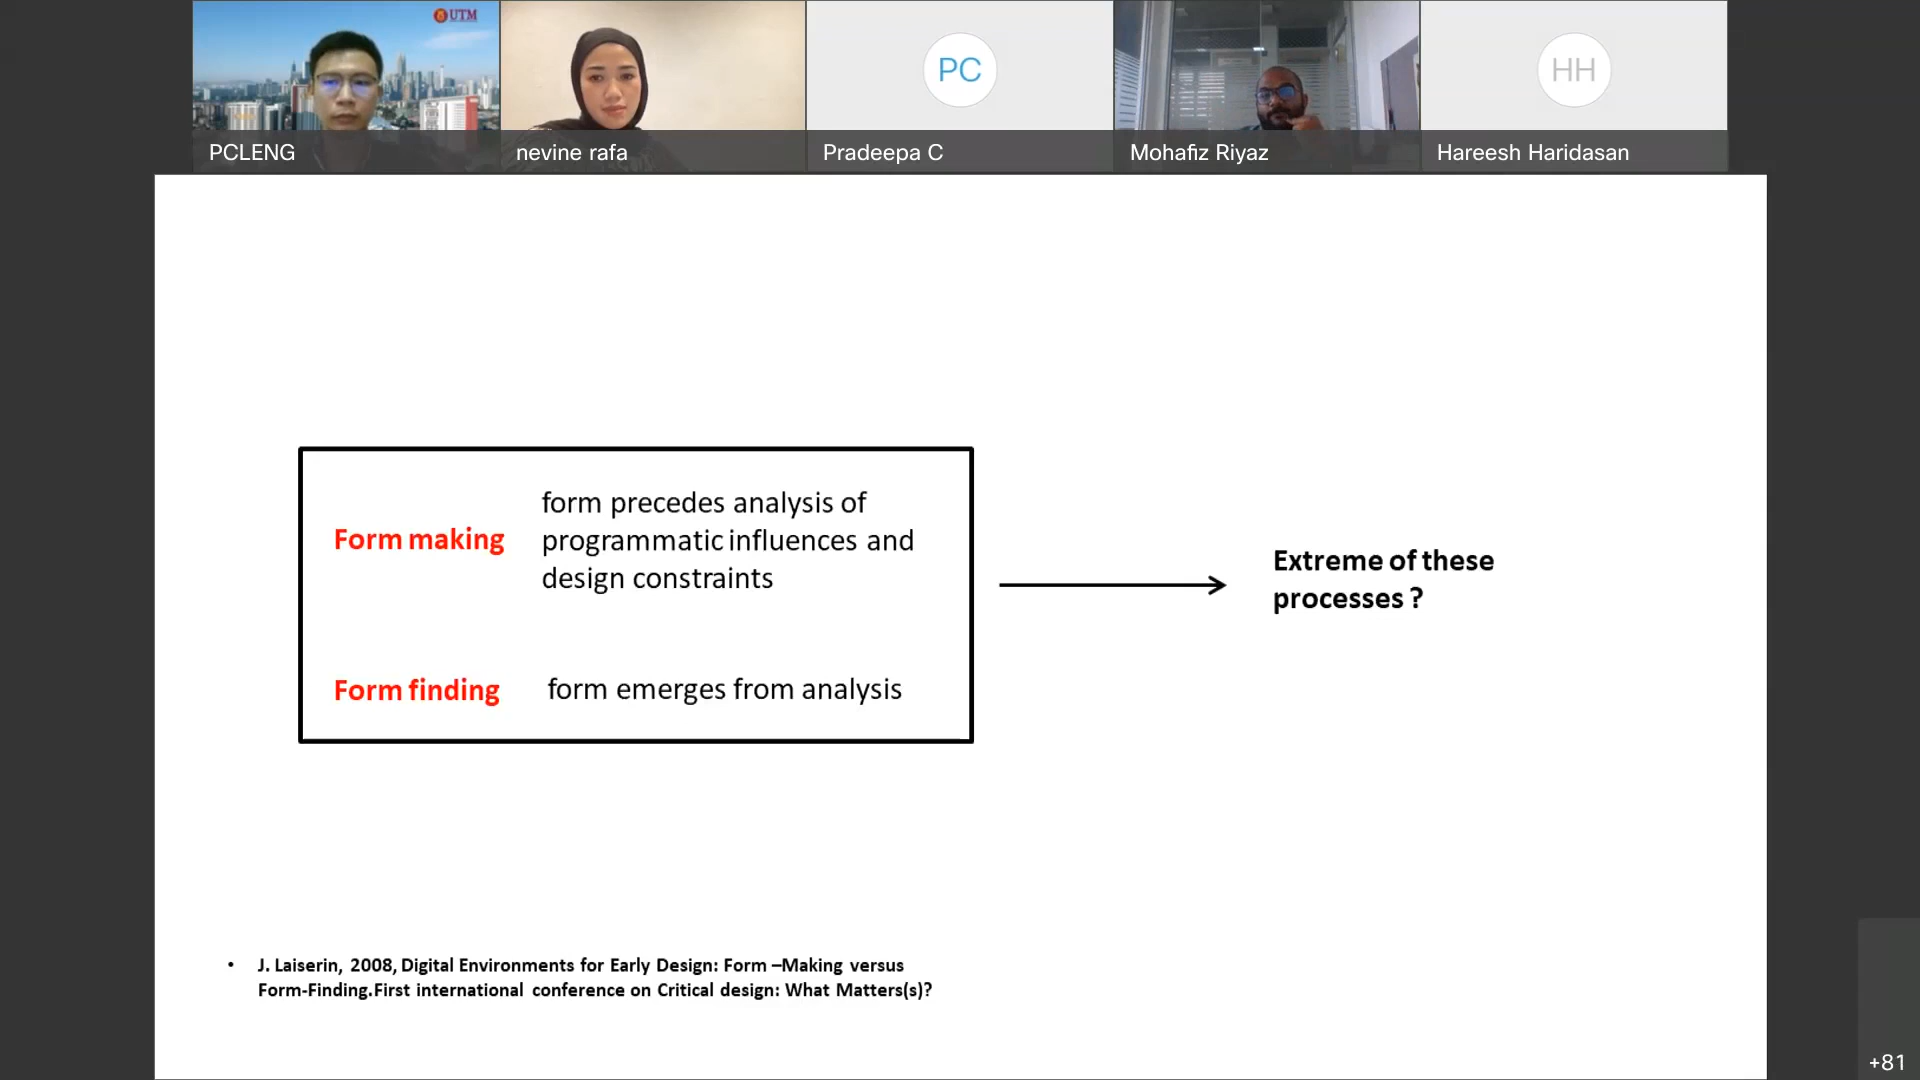 UTM
PCLENG
nevine rafa
PC
Pradeepa C
Mohafiz Riyaz
HH
Hareesh Haridasan
Form making
form precedes analysis of
programmatic influences and
design constraints
Form finding
form emerges from analysis
Extreme of these
processes ?
• J. Laiserin, 2008, Digital Environments for Early Design: Form –Making versus
Form-Finding.First international conference on Critical design: What Matters(s)?
+81